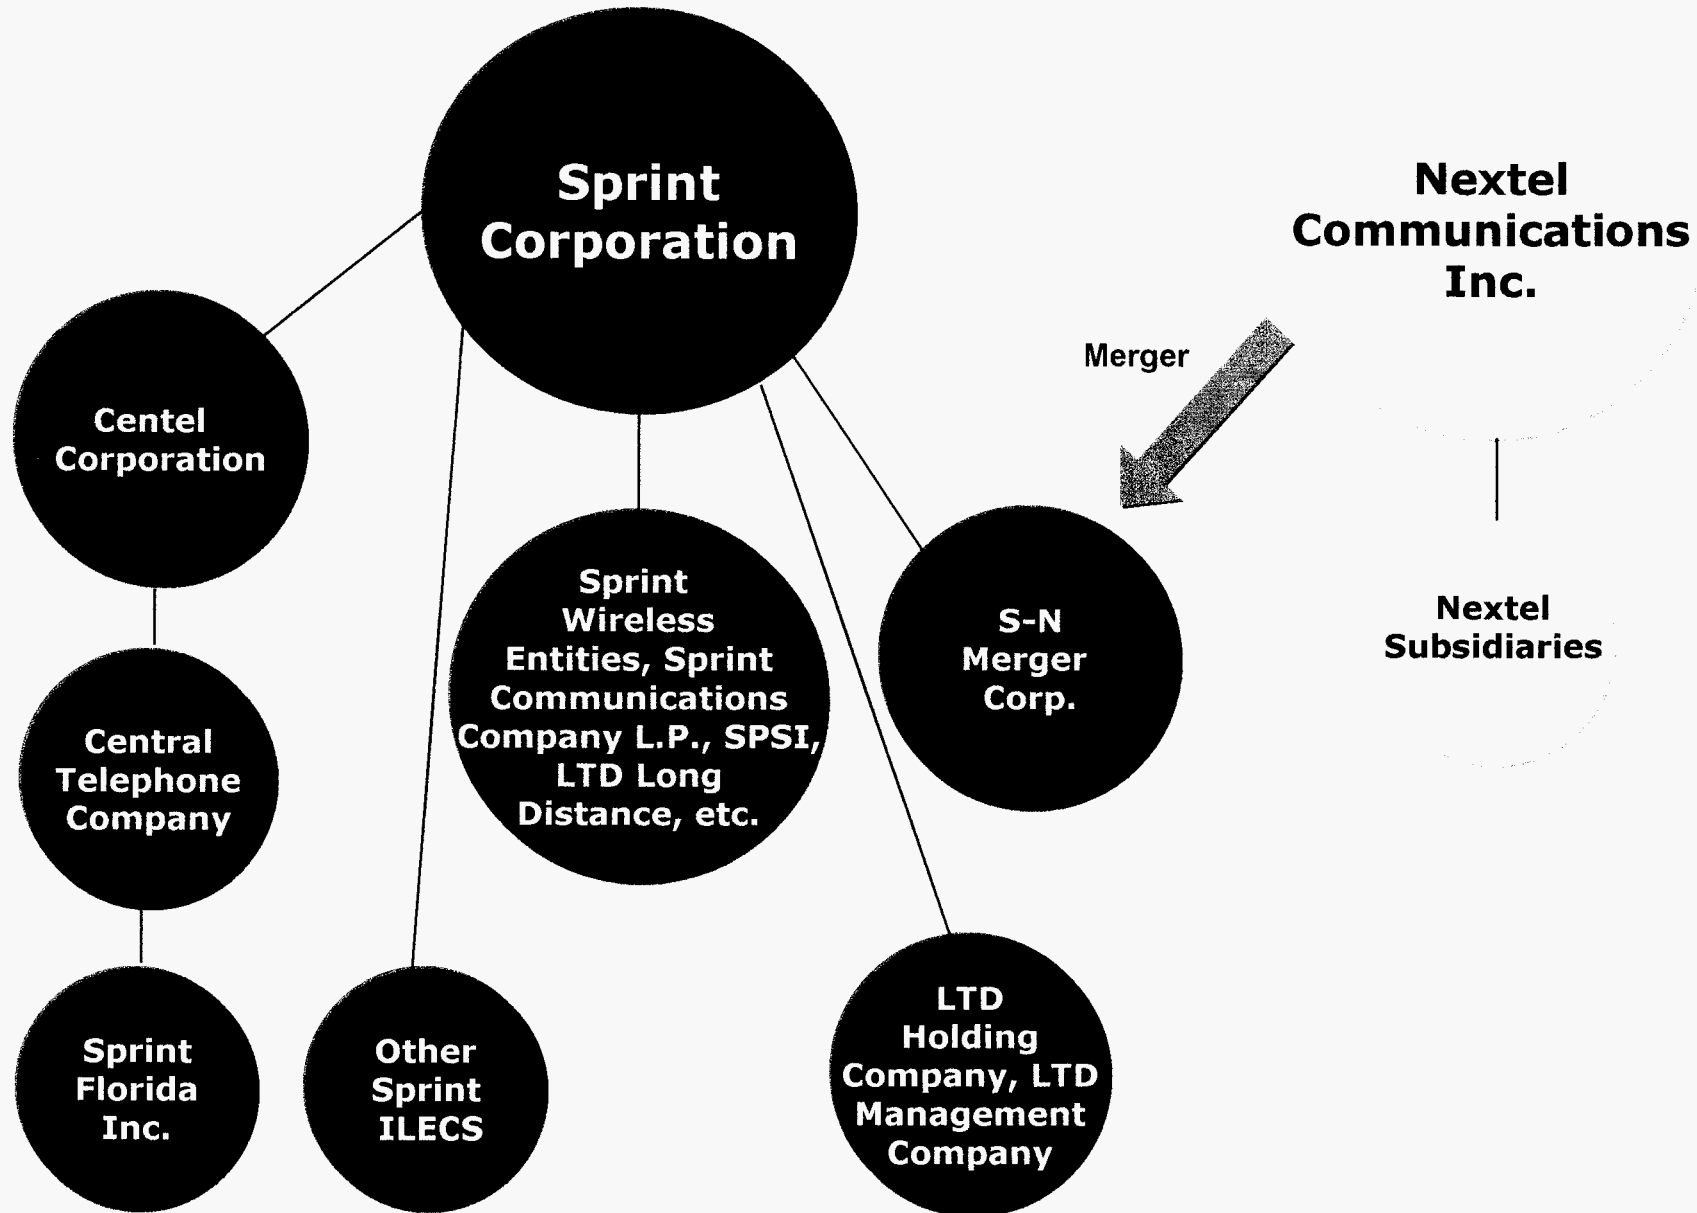 Sprint
Corporation
Nextel
Communications
Inc.
Merger
Centel
Corporation
Sprint
Wireless
Entities, Sprint
Communications
Company L.P., SPSI,
LTD Long
Distance, etc.
S-N
Merger
Corp.
Nextel
Subsidiaries
Central
Telephone
Company
Sprint
Florida
Inc.
Other
Sprint
ILECS
LTD
Holding
Company, LTD
Management
Company